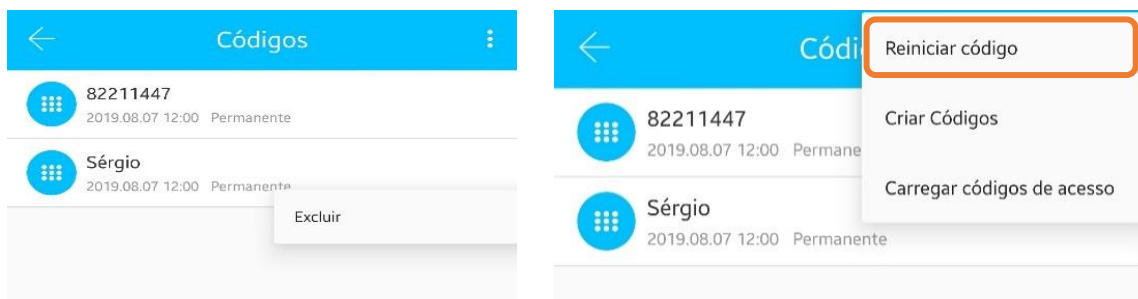 Códigos
82211447
2019.08.07 12:00 Permanente
Sérgio
2019.08.07 12:00 Permanente
Excluir
Códi
Reiniciar código
Criar Códigos
Carregar códigos de acesso
82211447
2019.08.07 12:00 Permane
Sérgio
2019.08.07 12:00 Permanente